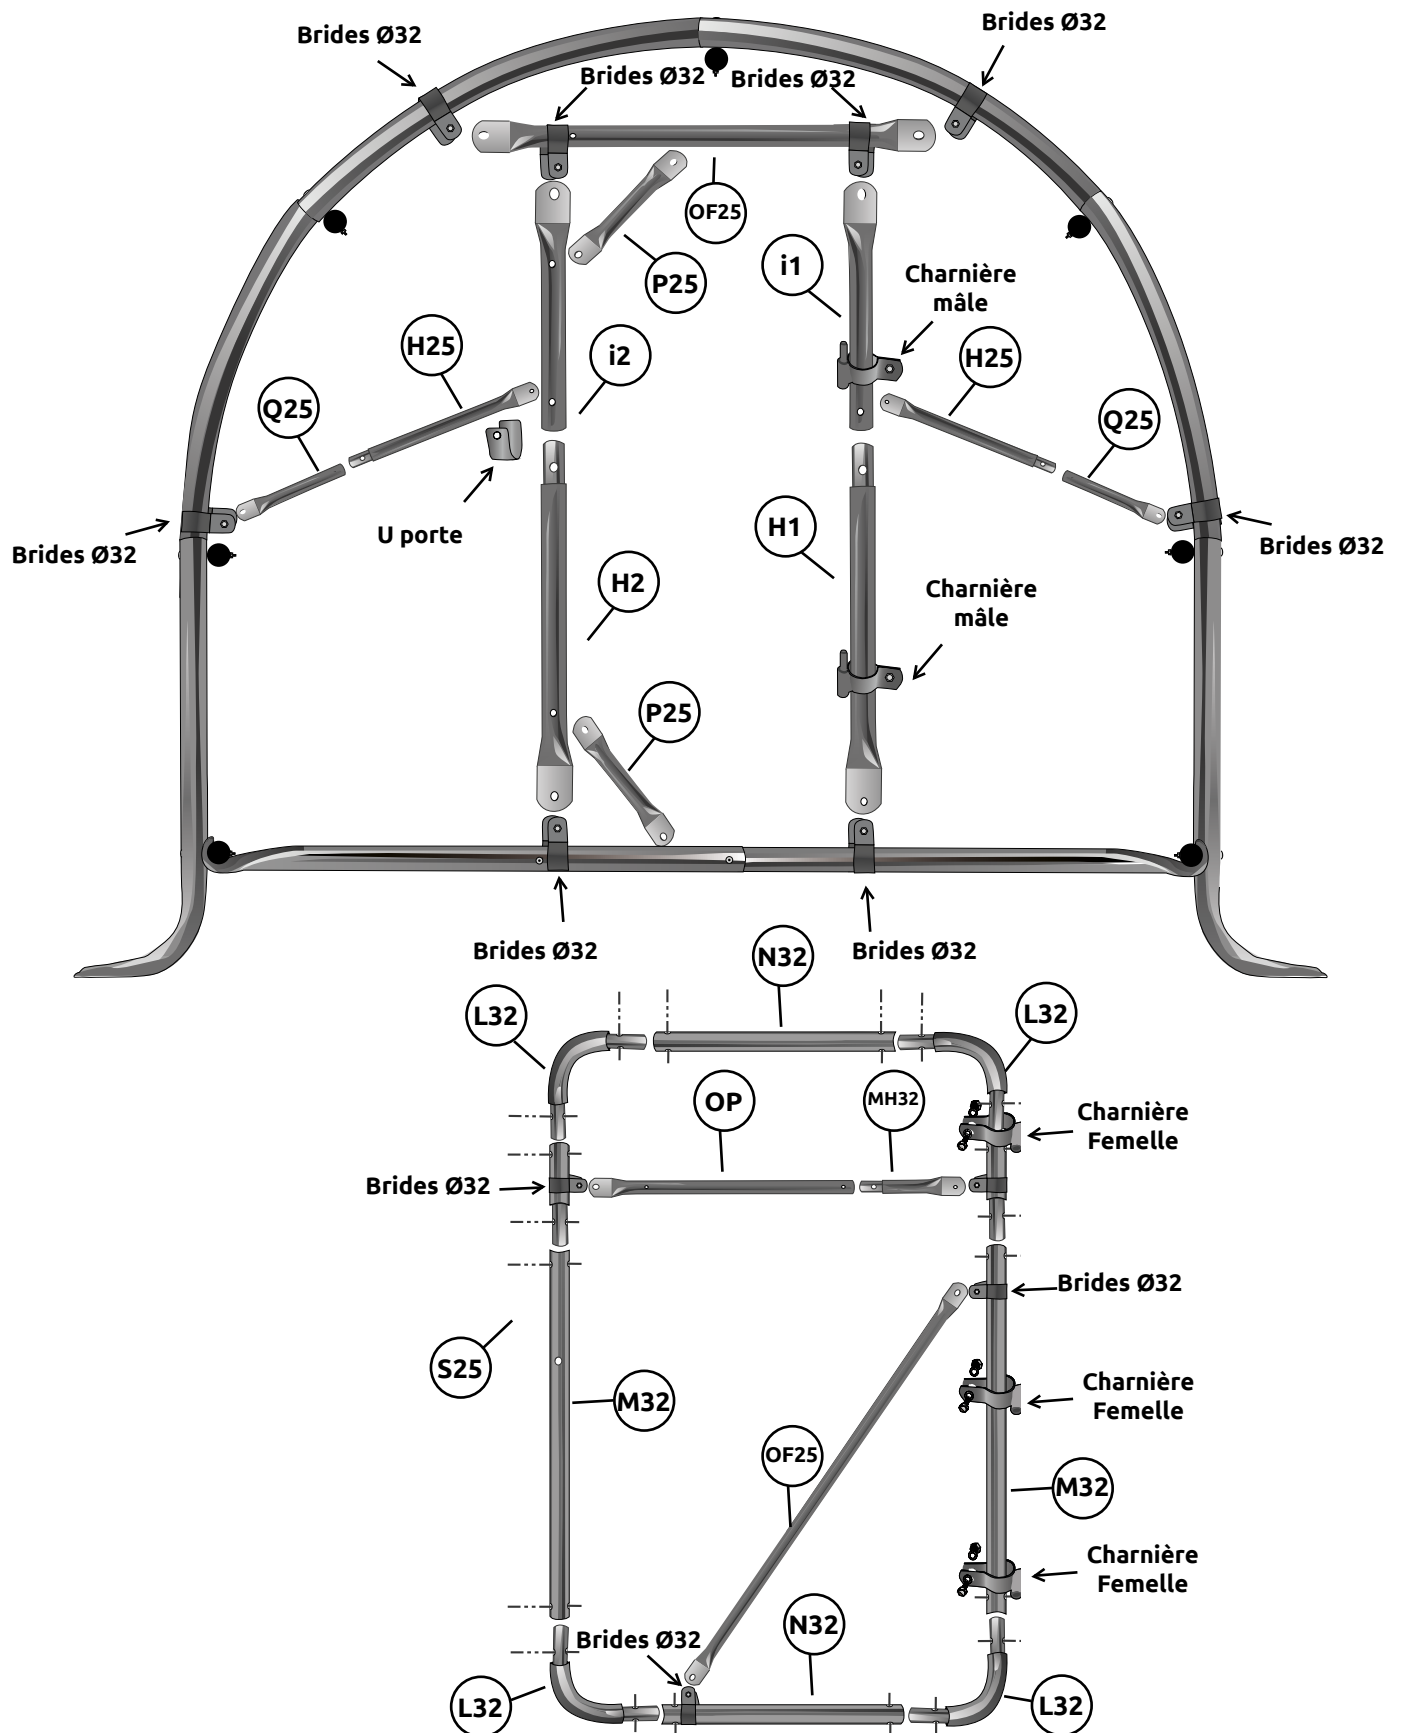 Brides Ø32
Brides Ø32
Brides Ø32
Brides Ø32
OF25
P25
i1
Charnière
mâle
H25
i2
H25
Q25
Q25
U porte
Brides Ø32
H1
Brides Ø32
H2
Charnière
mâle
P25
Brides Ø32
Brides Ø32
N32
L32
L32
OP
MH32
Charnière
Femelle
Brides Ø32
Brides Ø32
S25
M32
Charnière
Femelle
OF25
M32
Charnière
Femelle
Brides Ø32
N32
L32
L32